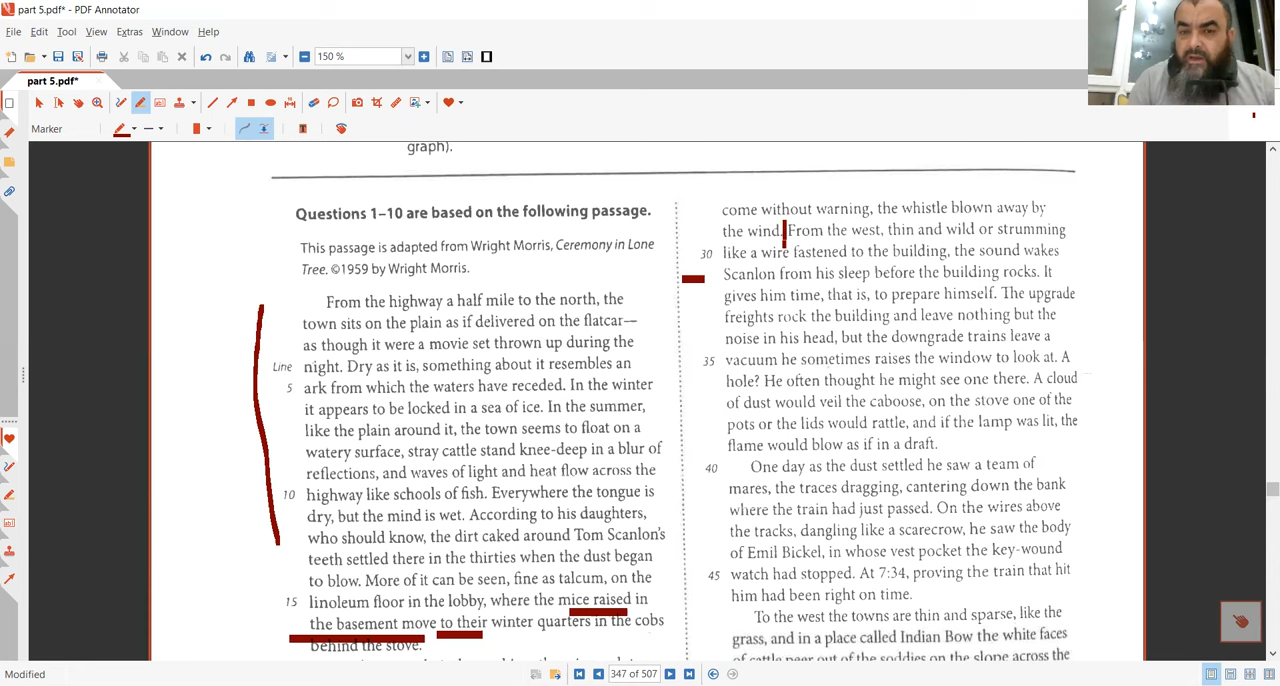 part 5.pdf* - PDF Annotator
File Edit Tool View Extras Window Help
150 %
part 5.pdf*
Marker
graph).
Questions 1–10 are based on the following passage.
This passage is adapted from Wright Morris, Ceremony in Lone
Tree. ©1959 by Wright Morris.
From the highway a half mile to the north, the
town sits on the plain as if delivered on the flatcar—
as though it were a movie set thrown up during the
Line night. Dry as it is, something about it resembles an
5 ark from which the waters have receded. In the winter
it appears to be locked in a sea of ice. In the summer,
like the plain around it, the town seems to float on a
watery surface, stray cattle stand knee-deep in a blur of
reflections, and waves of light and heat flow across the
10 highway like schools of fish. Everywhere the tongue is
dry, but the mind is wet. According to his daughters,
who should know, the dirt caked around Tom Scanlon's
teeth settled there in the thirties when the dust began
to blow. More of it can be seen, fine as talcum, on the
15 linoleum floor in the lobby, where the mice raised in
the basement move to their winter quarters in the cobs
behind the stove.
come without warning, the whistle blown away by
the wind. From the west, thin and wild or strumming
30 like a wire fastened to the building, the sound wakes
Scanlon from his sleep before the building rocks. It
gives him time, that is, to prepare himself. The upgrade
freights rock the building and leave nothing but the
noise in his head, but the downgrade trains leave a
35 vacuum he sometimes raises the window to look at. A
hole? He often thought he might see one there. A cloud
of dust would veil the caboose, on the stove one of the
pots or the lids would rattle, and if the lamp was lit, the
flame would blow as if in a draft.
40 One day as the dust settled he saw a team of
mares, the traces dragging, cantering down the bank
where the train had just passed. On the wires above
the tracks, dangling like a scarecrow, he saw the body
of Emil Bickel, in whose vest pocket the key-wound
45 watch had stopped. At 7:34, proving the train that hit
him had been right on time.
To the west the towns are thin and sparse, like the
grass, and in a place called Indian Bow the white faces
of cattle peer out of the soddies on the slope across the
Modified
347 of 507